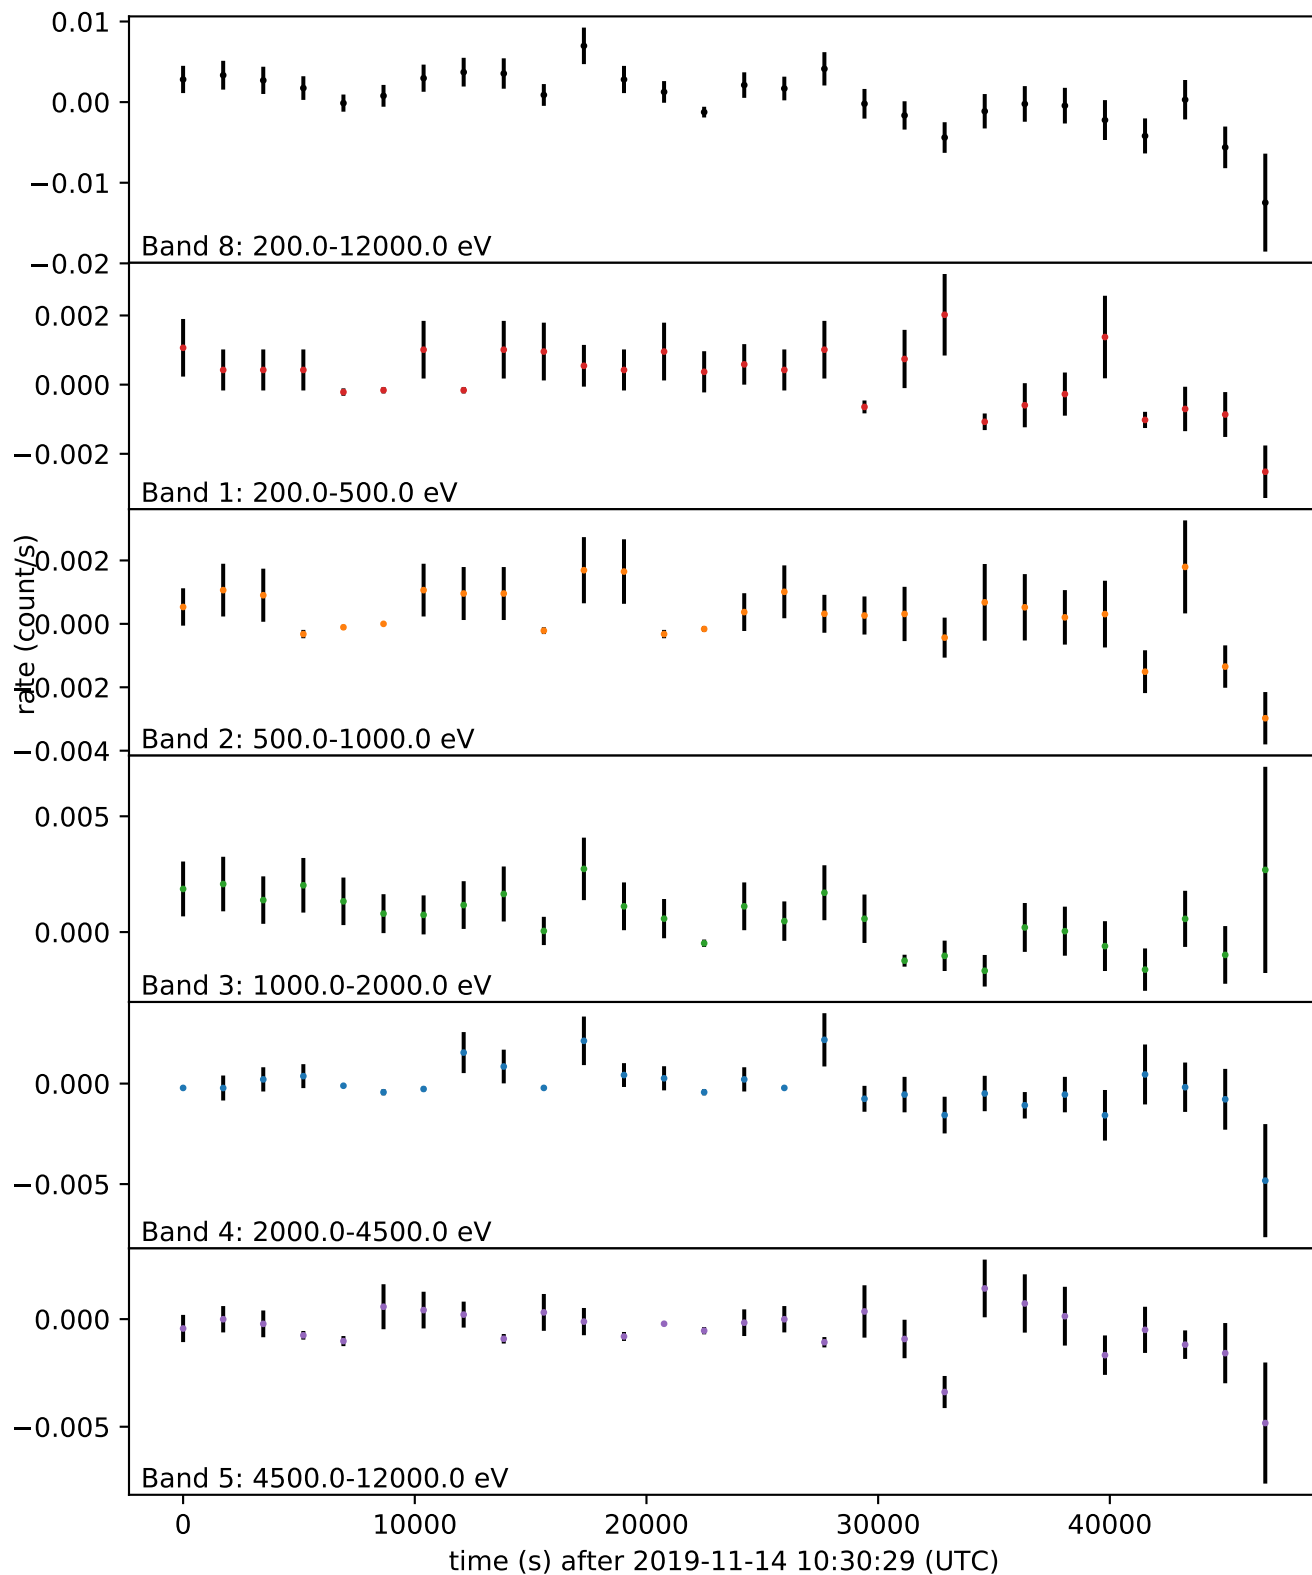 0.01
0.00
−0.01
−0.02
Band 8: 200.0-12000.0 eV
0.002
0.000
−0.002
Band 1: 200.0-500.0 eV
rate (count/s)
0.002
0.000
−0.002
−0.004
Band 2: 500.0-1000.0 eV
0.005
0.000
Band 3: 1000.0-2000.0 eV
0.000
−0.005
Band 4: 2000.0-4500.0 eV
0.000
−0.005
Band 5: 4500.0-12000.0 eV
0 10000 20000 30000 40000
time (s) after 2019-11-14 10:30:29 (UTC)